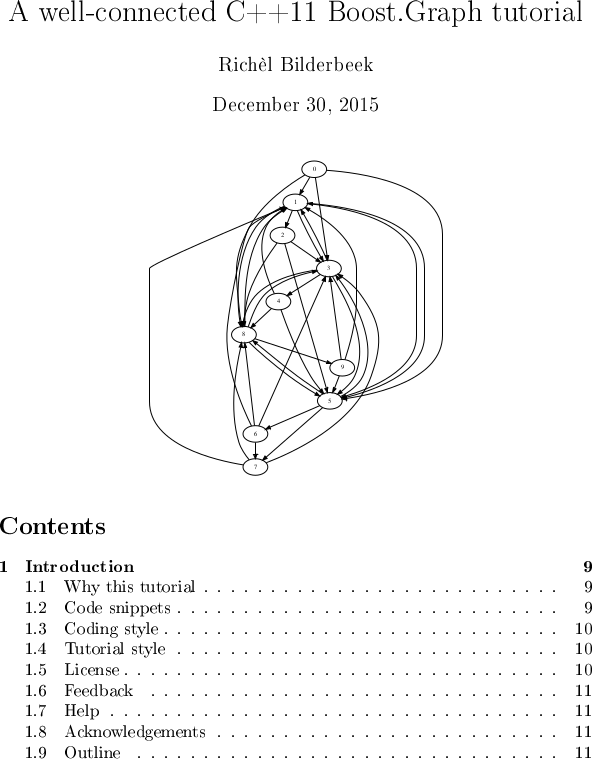 A well-connected C++11 Boost.Graph tutorial
Richèl Bilderbeek
December 30, 2015
0
1
2
3
4
8
9
5
6
7
Contents
1 Introduction 9
1.1 Why this tutorial . . . . . . . . . . . . . . . . . . . . . . . . . . . 9
1.2 Code snippets . . . . . . . . . . . . . . . . . . . . . . . . . . . . . 9
1.3 Coding style . . . . . . . . . . . . . . . . . . . . . . . . . . . . . . 10
1.4 Tutorial style . . . . . . . . . . . . . . . . . . . . . . . . . . . . . 10
1.5 License . . . . . . . . . . . . . . . . . . . . . . . . . . . . . . . . . 10
1.6 Feedback . . . . . . . . . . . . . . . . . . . . . . . . . . . . . . . 11
1.7 Help . . . . . . . . . . . . . . . . . . . . . . . . . . . . . . . . . . 11
1.8 Acknowledgements . . . . . . . . . . . . . . . . . . . . . . . . . . 11
1.9 Outline . . . . . . . . . . . . . . . . . . . . . . . . . . . . . . . . 11